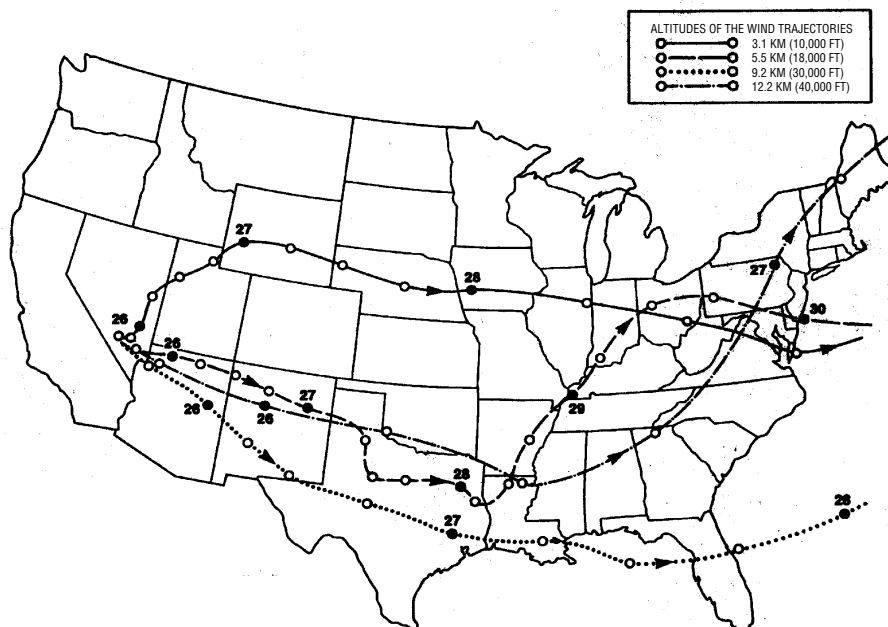 ALTITUDES OF THE WIND TRAJECTORIES
3.1 KM (10,000 FT)
5.5 KM (18,000 FT)
9.2 KM (30,000 FT)
12.2 KM (40,000 FT)
27
27
28
30
26
26
27
26
26
29
28
27
28